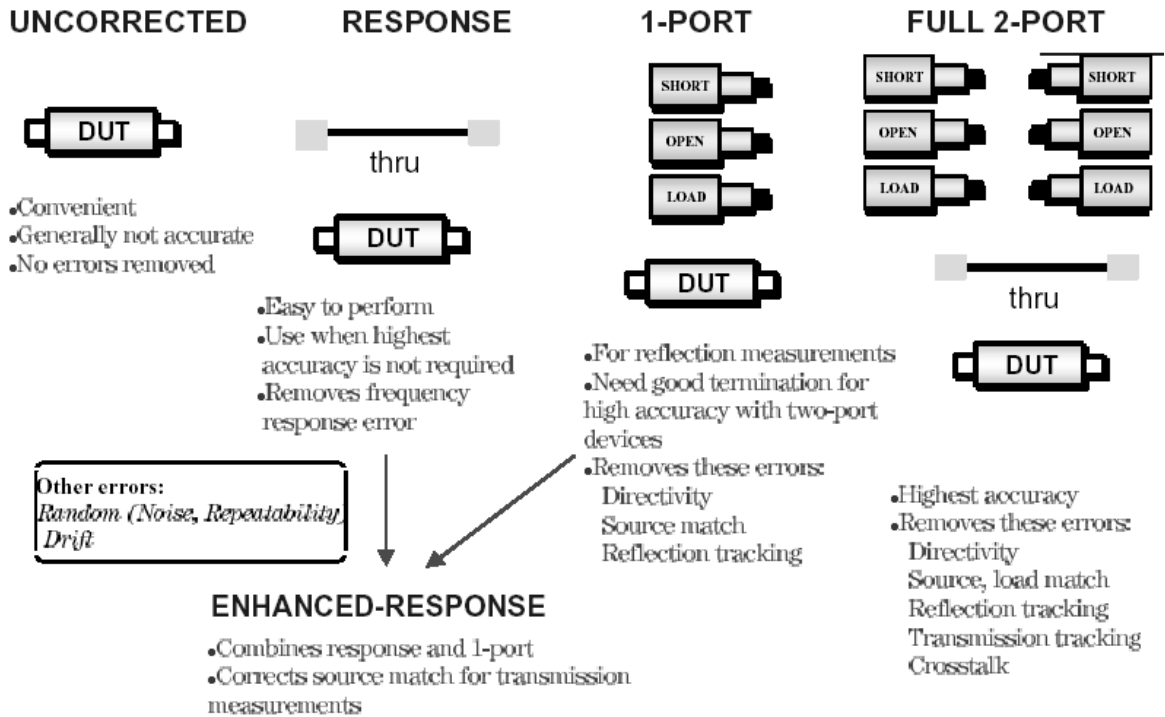 UNCORRECTED
DUT
•Convenient
•Generally not accurate
•No errors removed
RESPONSE
thru
DUT
•Easy to perform
•Use when highest
accuracy is not required
•Removes frequency
response error
1-PORT
SHORT
OPEN
LOAD
DUT
•For reflection measurements
•Need good termination for
high accuracy with two-port
devices
•Removes these errors:
Directivity
Source match
Reflection tracking
FULL 2-PORT
SHORT SHORT
OPEN OPEN
LOAD LOAD
thru
DUT
•Highest accuracy
•Removes these errors:
Directivity
Source, load match
Reflection tracking
Transmission tracking
Crosstalk
Other errors:
Random (Noise, Repeatability)
Drift
ENHANCED-RESPONSE
•Combines response and 1-port
•Corrects source match for transmission
measurements